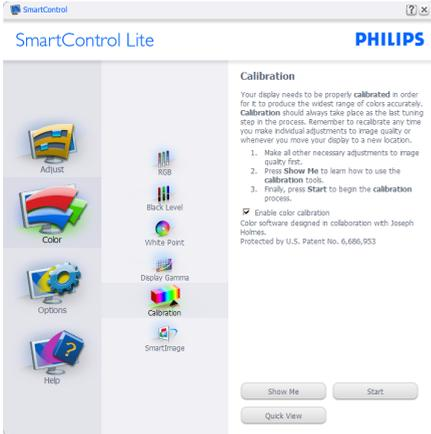 SmartControl
SmartControl Lite
PHILIPS
Adjust
Color
Options
Help
RGB
Black Level
White Point
Display Gamma
Calibration
SmartImage
Calibration
Your display needs to be properly calibrated in order
for it to produce the widest range of colors accurately.
Calibration should always take place as the last tuning
step in the process. Remember to recalibrate any time
you make individual adjustments to image quality or
whenever you move your display to a new location.
1. Make all other necessary adjustments to image
quality first.
2. Press Show Me to learn how to use the
calibration tools.
3. Finally, press Start to begin the calibration
process.
Enable color calibration
Color software designed in collaboration with Joseph
Holmes.
Protected by U.S. Patent No. 6,686,953
Show Me
Start
Quick View